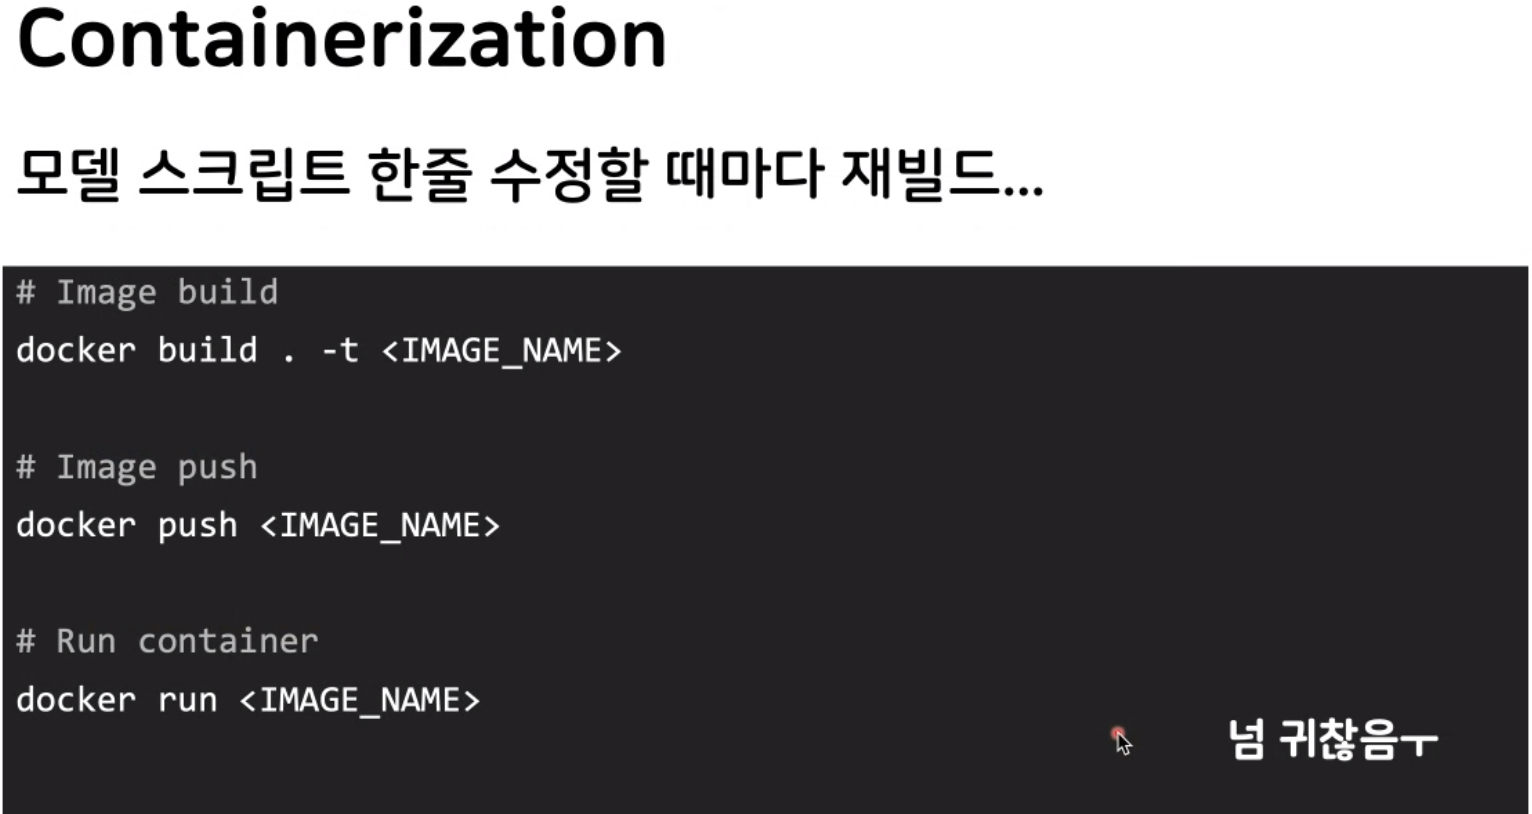 Containerization
모델 스크립트 한줄 수정할 때마다 재빌드...
# Image build
docker build . -t <IMAGE_NAME>
# Image push
docker push <IMAGE_NAME>
# Run container
docker run <IMAGE_NAME>
넘 귀찮음ㅜ